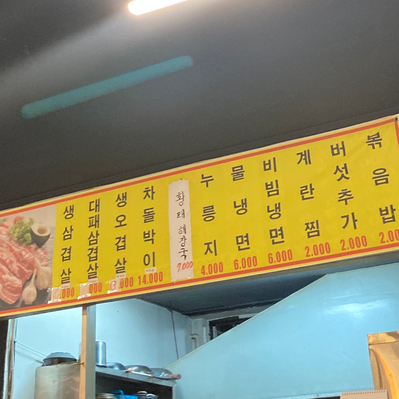 생삼겹살
대패삼겹살
생오겹살
차돌박이 14.000
황태해장국 7.000
누룽지 4.000
물냉면 6.000
비빔냉면 6.000
계란찜 2.000
버섯추가 2.000
볶음밥 2.00